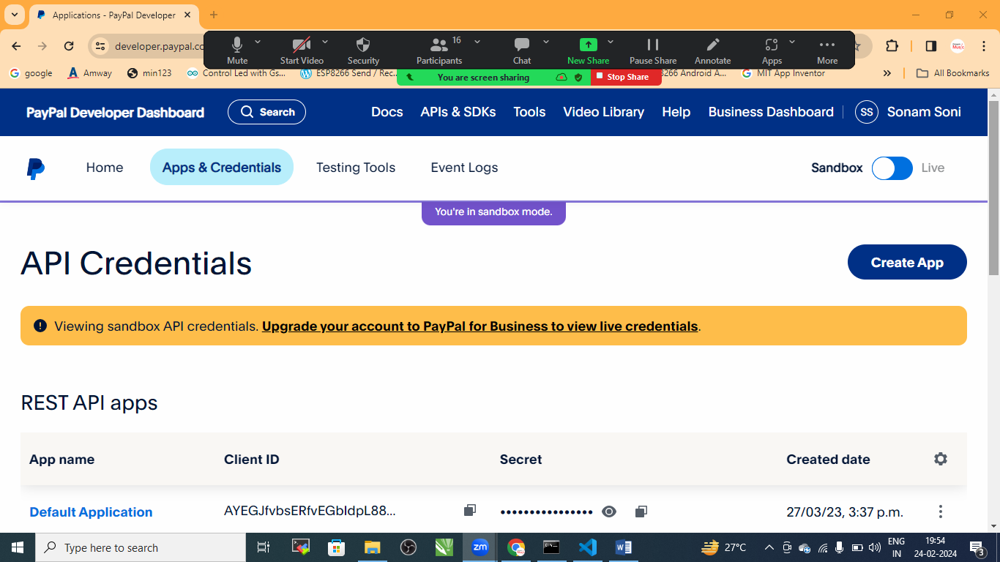 Applications - PayPal Developer
developer.paypal.co
Mute
Start Video
Security
16
Participants
Chat
New Share
Pause Share
Annotate
Apps
More
You are screen sharing
Stop Share
google
Amway
min123
Control Led with Gs...
ESP8266 Send / Rec...
8266 Android A...
MIT App Inventor
»
All Bookmarks
PayPal Developer Dashboard
Search
Docs
APIs & SDKs
Tools
Video Library
Help
Business Dashboard
SS
Sonam Soni
Home
Apps & Credentials
Testing Tools
Event Logs
Sandbox
Live
You're in sandbox mode.
API Credentials
Create App
Viewing sandbox API credentials. Upgrade your account to PayPal for Business to view live credentials.
REST API apps
App name
Client ID
Secret
Created date
Default Application
AYEGJfvbsERfvEGbIdpL88...
••••••••••••••••
27/03/23, 3:37 p.m.
Type here to search
zm
27°C
ENG
IN
19:54
24-02-2024
3